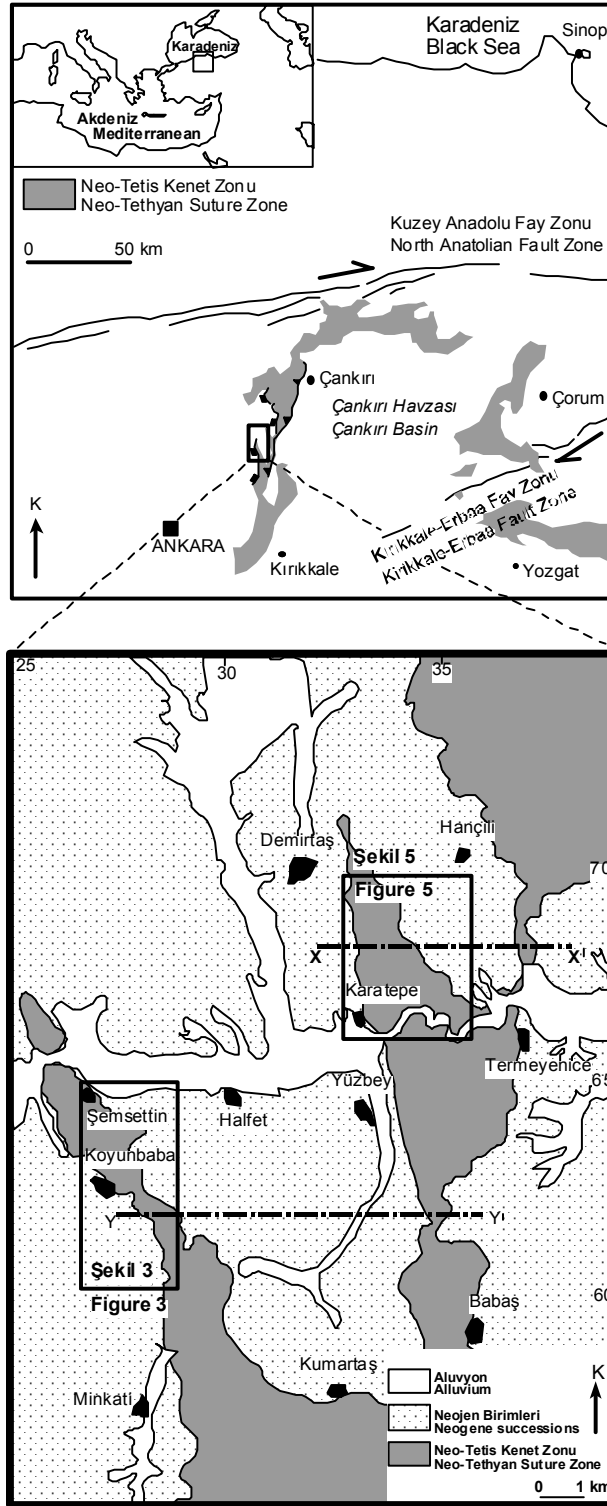 Karadeniz
Black Sea
Sinop
Karadeniz
Akdeniz
Mediterranean
Neo-Tetis Kenet Zonu
Neo-Tethyan Suture Zone
0 50 km
Kuzey Anadolu Fay Zonu
North Anatolian Fault Zone
Çankırı
Çankırı Havzası
Çankırı Basin
Çorum
K
ANKARA
Kırıkkale
Kırıkkale-Erbaa Fay Zonu
Kirikkale-Erbaa Fault Zone
Yozgat
25 30 35
Hançili
Demirtaş
Şekil 5
70
Figure 5
X X'
Karatepe
Termeyenice
65
Yüzbey
Şemsettin
Halfet
Koyunbaba
Y Y'
Şekil 3
Figure 3
60
Babaş
Kumartaş
Minkati
K
Aluvyon
Alluvium
Neojen Birimleri
Neogene successions
Neo-Tetis Kenet Zonu
Neo-Tethyan Suture Zone
0 1 km